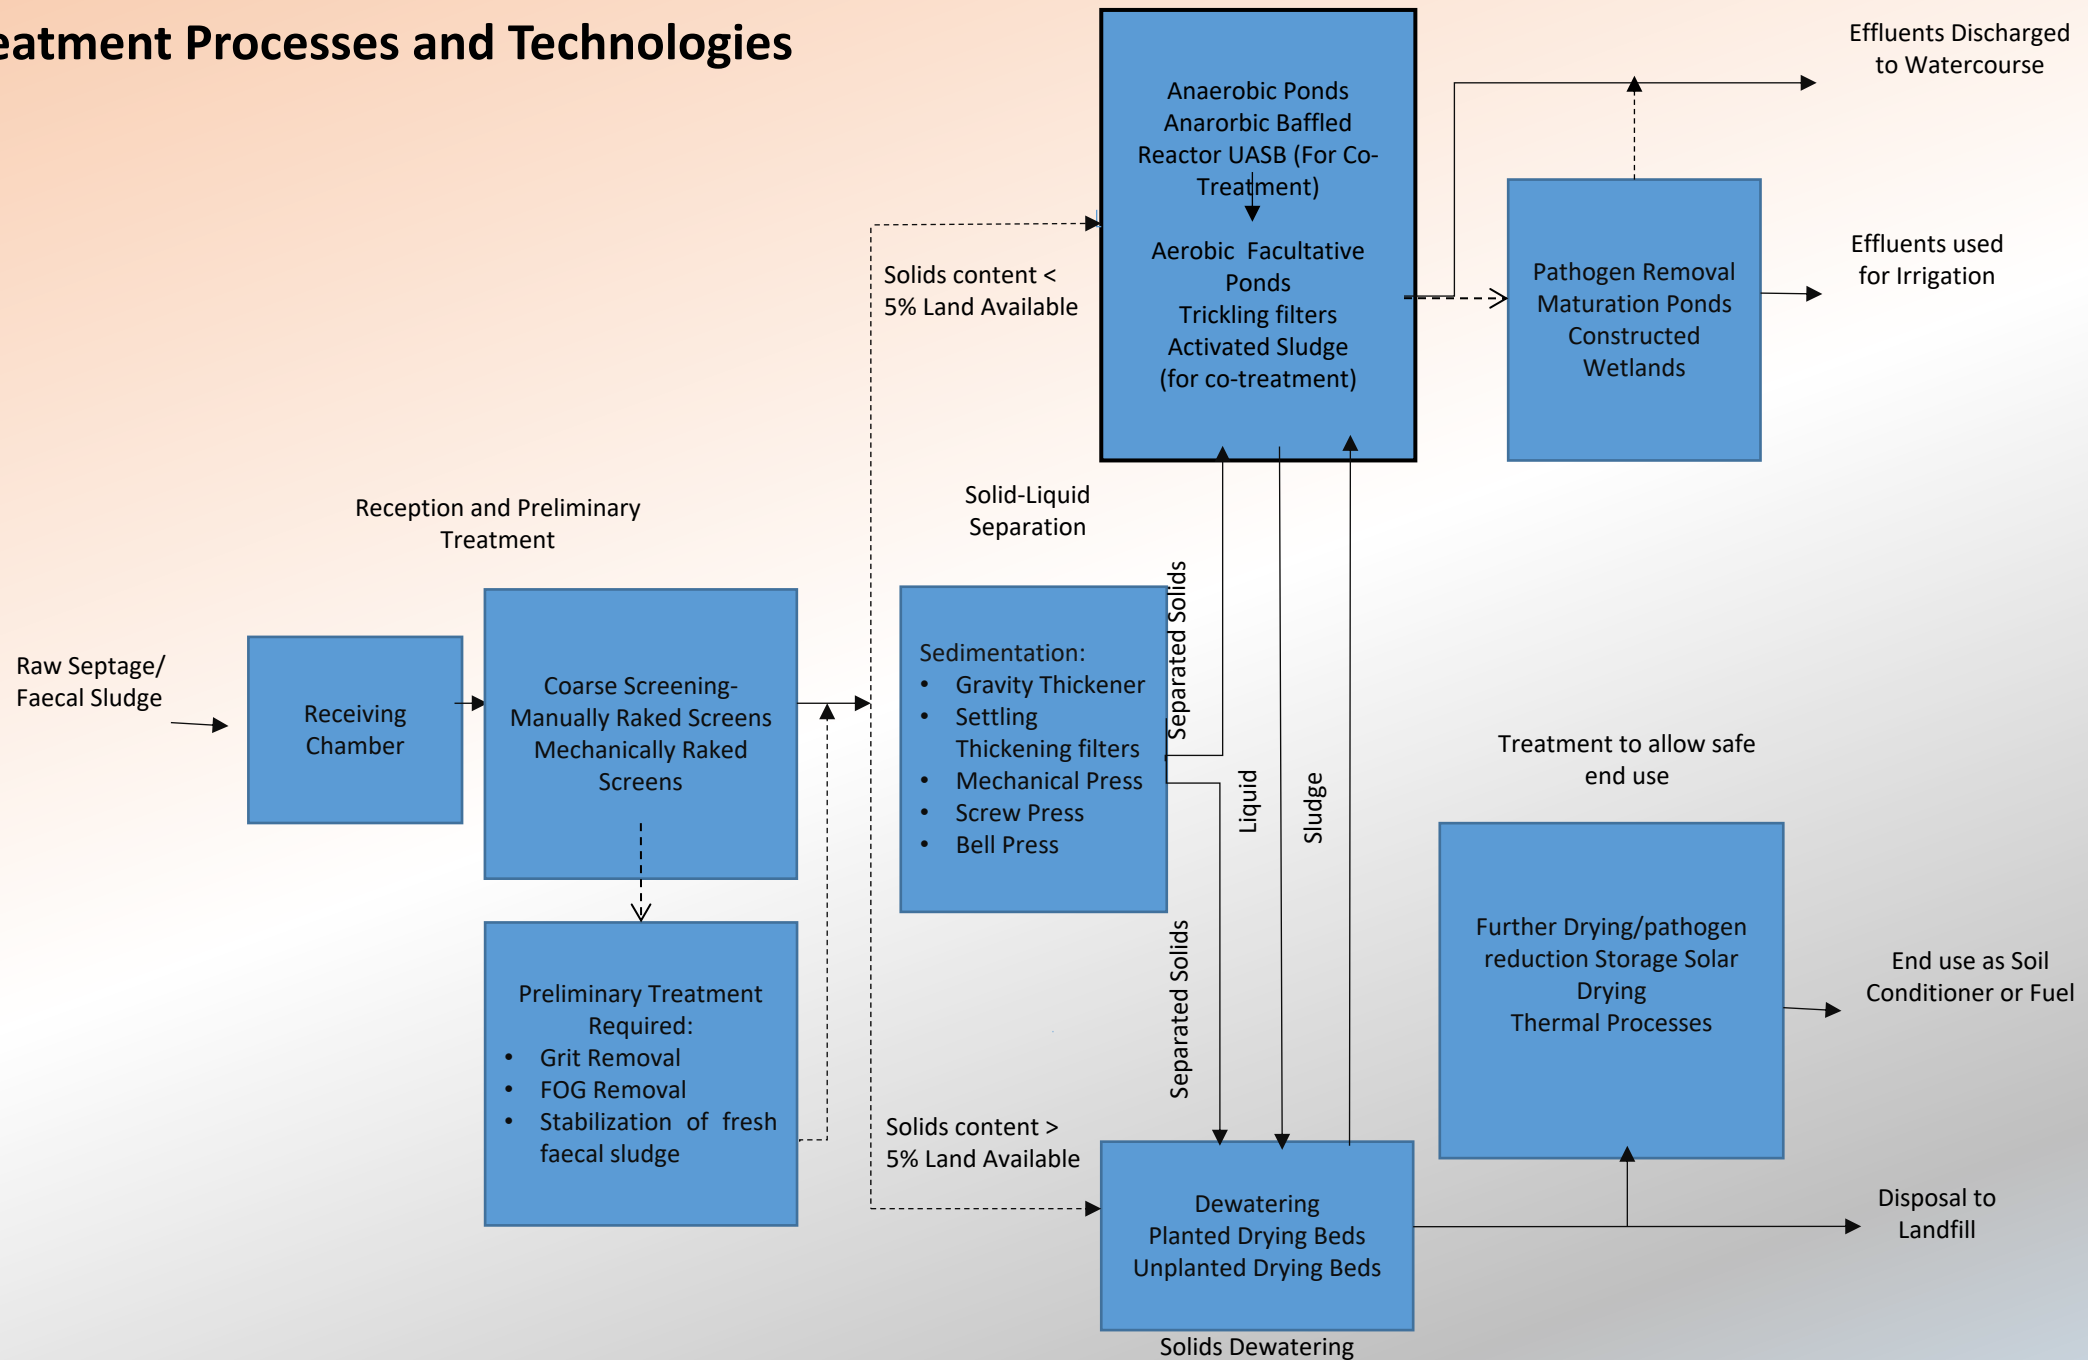 eatment Processes and Technologies
Effluents Discharged
to Watercourse
Anaerobic Ponds
Anarorbic Baffled
Reactor UASB (For Co-
Treatment)
Aerobic Facultative
Ponds
Trickling filters
Activated Sludge
(for co-treatment)
Effluents used
for Irrigation
Pathogen Removal
Maturation Ponds
Constructed
Wetlands
Solids content <
5% Land Available
Reception and Preliminary
Treatment
Solid-Liquid
Separation
Raw Septage/
Faecal Sludge
Receiving
Chamber
Coarse Screening-
Manually Raked Screens
Mechanically Raked
Screens
Sedimentation:
• Gravity Thickener
• Settling
Thickening filters
• Mechanical Press
• Screw Press
• Bell Press
Separated Solids
Liquid
Sludge
Separated Solids
Treatment to allow safe
end use
Further Drying/pathogen
reduction Storage Solar
Drying
Thermal Processes
End use as Soil
Conditioner or Fuel
Preliminary Treatment
Required:
• Grit Removal
• FOG Removal
• Stabilization of fresh
faecal sludge
Solids content >
5% Land Available
Dewatering
Planted Drying Beds
Unplanted Drying Beds
Disposal to
Landfill
Solids Dewatering